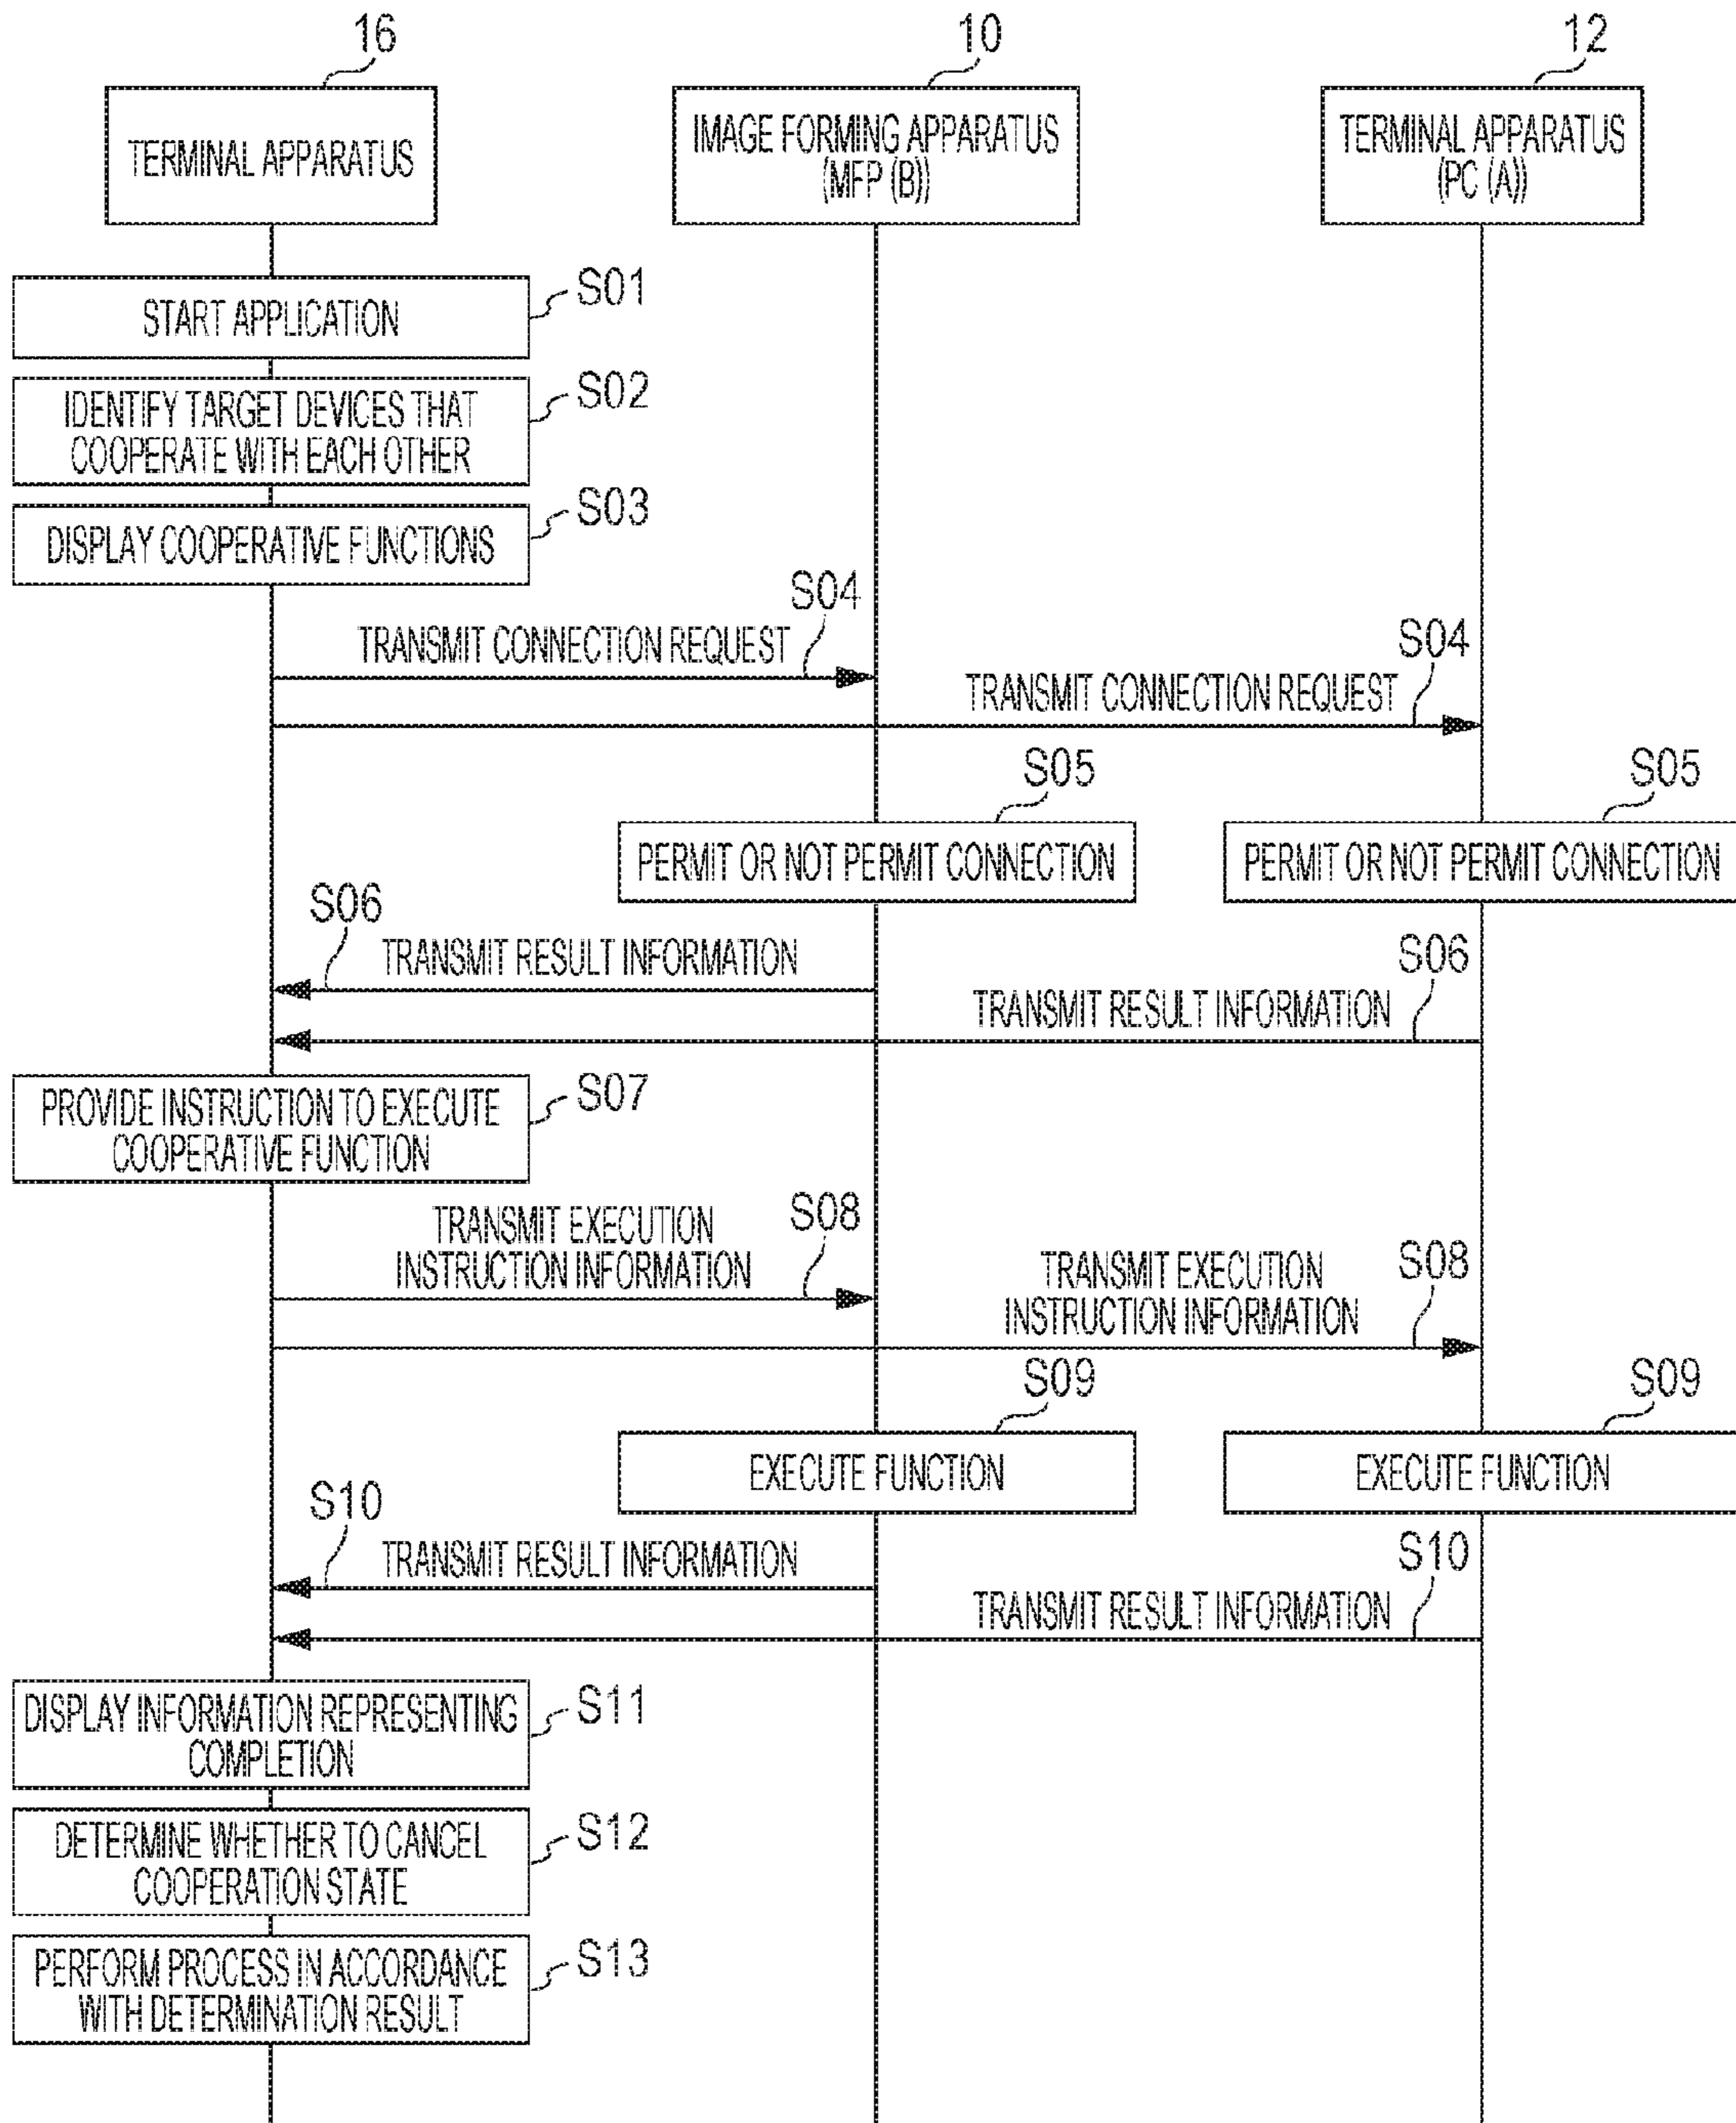 16
10
12
TERMINAL APPARATUS
IMAGE FORMING APPARATUS
(MFP (B))
TERMINAL APPARATUS
(PC (A))
START APPLICATION
S01
IDENTIFY TARGET DEVICES THAT
COOPERATE WITH EACH OTHER
S02
DISPLAY COOPERATIVE FUNCTIONS
S03
TRANSMIT CONNECTION REQUEST
S04
TRANSMIT CONNECTION REQUEST
S04
PERMIT OR NOT PERMIT CONNECTION
S05
PERMIT OR NOT PERMIT CONNECTION
S05
S06
TRANSMIT RESULT INFORMATION
TRANSMIT RESULT INFORMATION
S06
PROVIDE INSTRUCTION TO EXECUTE
COOPERATIVE FUNCTION
S07
TRANSMIT EXECUTION
INSTRUCTION INFORMATION
S08
TRANSMIT EXECUTION
INSTRUCTION INFORMATION
S08
EXECUTE FUNCTION
S09
EXECUTE FUNCTION
S09
S10
TRANSMIT RESULT INFORMATION
TRANSMIT RESULT INFORMATION
S10
DISPLAY INFORMATION REPRESENTING
COMPLETION
S11
DETERMINE WHETHER TO CANCEL
COOPERATION STATE
S12
PERFORM PROCESS IN ACCORDANCE
WITH DETERMINATION RESULT
S13